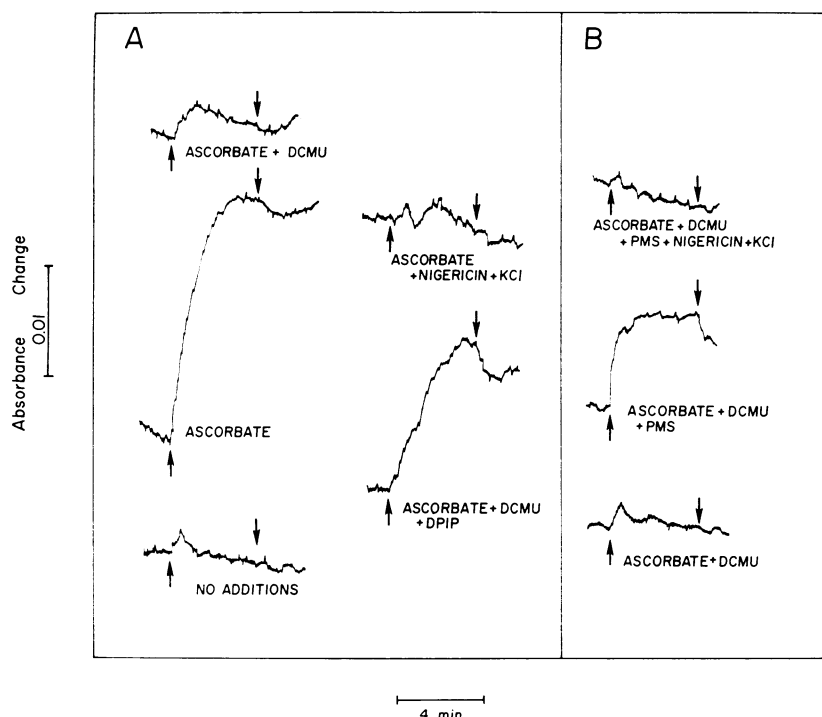 A
ASCORBATE + DCMU
ASCORBATE
NO ADDITIONS
ASCORBATE
+NIGERICIN+KCl
ASCORBATE+DCMU
+DPIP
B
ASCORBATE+DCMU
+PMS+NIGERICIN+KCl
ASCORBATE+DCMU
+PMS
ASCORBATE+DCMU
Absorbance Change
0.01
4 min